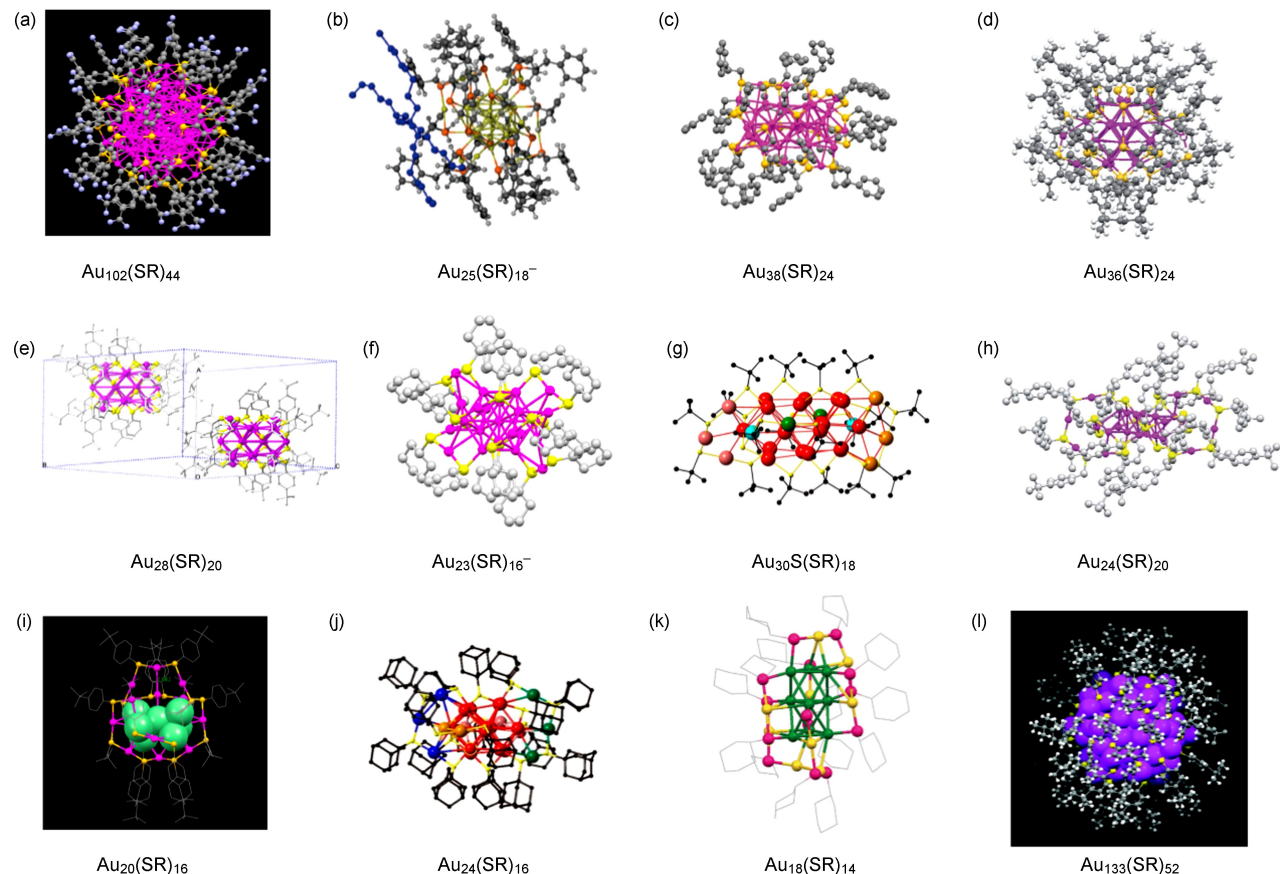 (a) (b) (c) (d)
Au₁₀₂(SR)₄₄ Au₂₅(SR)₁₈⁻ Au₃₈(SR)₂₄ Au₃₆(SR)₂₄
(e) (f) (g) (h)
Au₂₈(SR)₂₀ Au₂₃(SR)₁₆⁻ Au₃₀S(SR)₁₈ Au₂₄(SR)₂₀
(i) (j) (k) (l)
Au₂₀(SR)₁₆ Au₂₄(SR)₁₆ Au₁₈(SR)₁₄ Au₁₃₃(SR)₅₂